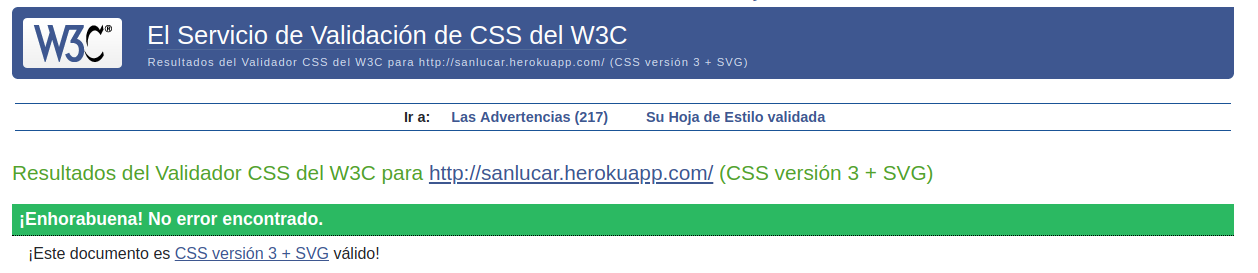 W3C®
El Servicio de Validación de CSS del W3C
Resultados del Validador CSS del W3C para http://sanlucar.herokuapp.com/ (CSS versión 3 + SVG)
Ir a: Las Advertencias (217) Su Hoja de Estilo validada
Resultados del Validador CSS del W3C para http://sanlucar.herokuapp.com/ (CSS versión 3 + SVG)
¡Enhorabuena! No error encontrado.
¡Este documento es CSS versión 3 + SVG válido!